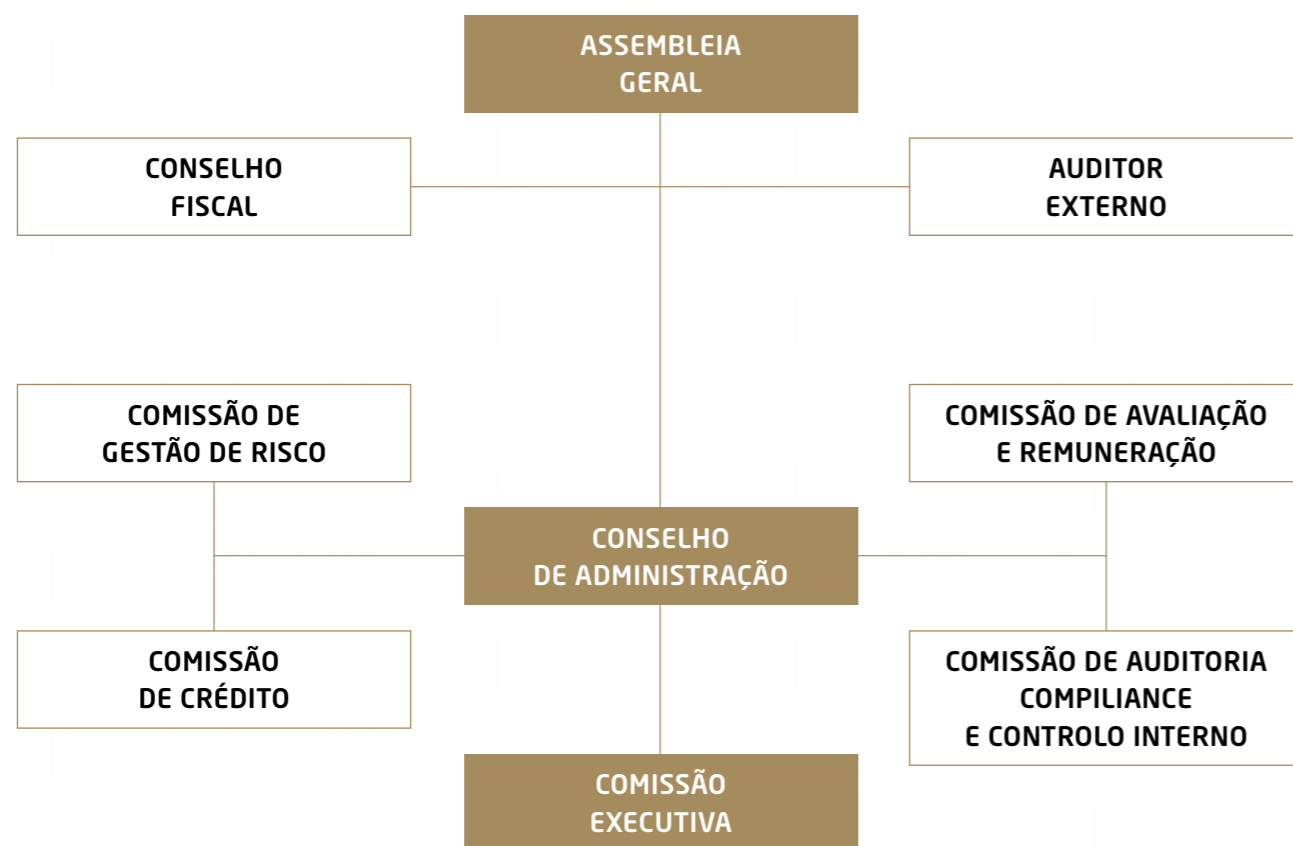 ASSEMBLEIA
GERAL
CONSELHO
FISCAL
AUDITOR
EXTERNO
COMISSÃO DE
GESTÃO DE RISCO
COMISSÃO DE AVALIAÇÃO
E REMUNERAÇÃO
CONSELHO
DE ADMINISTRAÇÃO
COMISSÃO
DE CRÉDITO
COMISSÃO DE AUDITORIA
COMPILIANCE
E CONTROLO INTERNO
COMISSÃO
EXECUTIVA